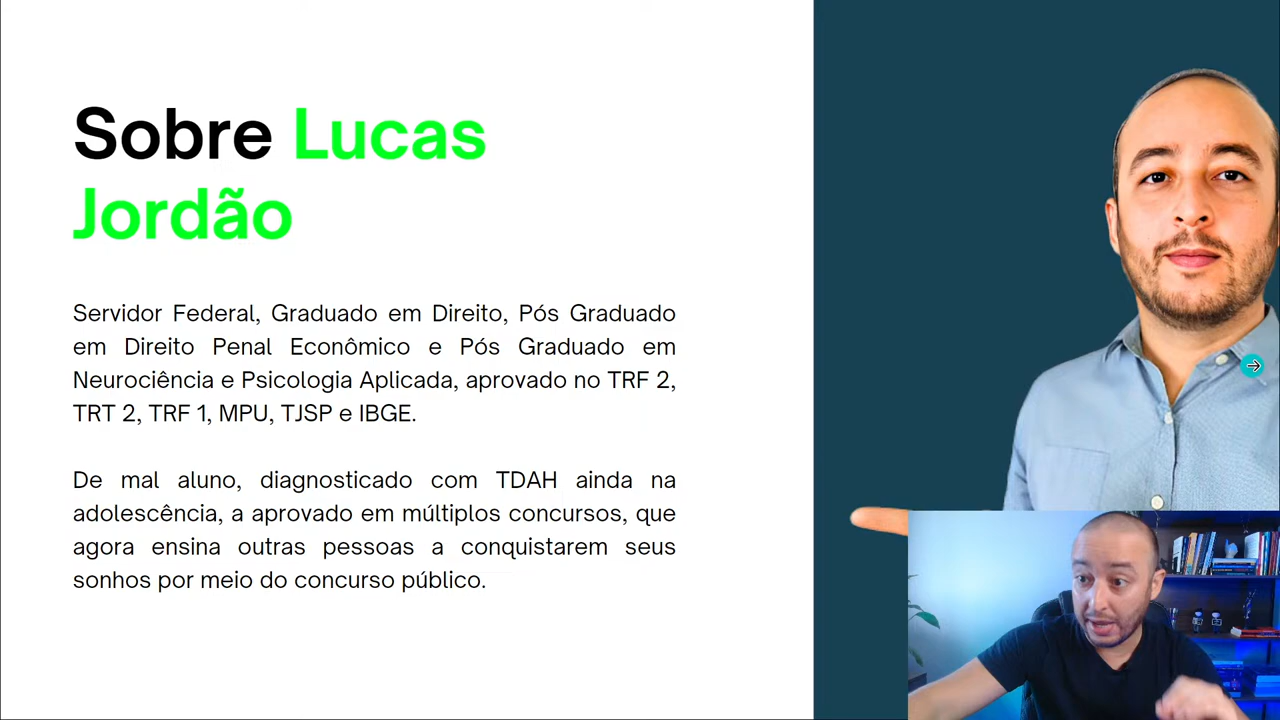 Sobre Lucas
Jordão
Servidor Federal, Graduado em Direito, Pós Graduado
em Direito Penal Econômico e Pós Graduado em
Neurociência e Psicologia Aplicada, aprovado no TRF 2,
TRT 2, TRF 1, MPU, TJSP e IBGE.
De mal aluno, diagnosticado com TDAH ainda na
adolescência, a aprovado em múltiplos concursos, que
agora ensina outras pessoas a conquistarem seus
sonhos por meio do concurso público.